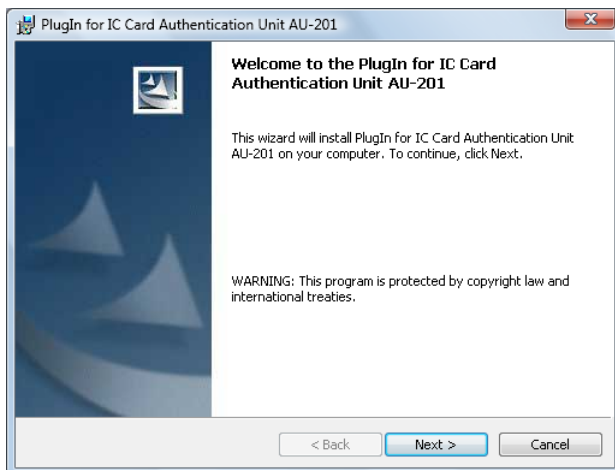 PlugIn for IC Card Authentication Unit AU-201
Welcome to the PlugIn for IC Card
Authentication Unit AU-201
This wizard will install PlugIn for IC Card Authentication Unit
AU-201 on your computer. To continue, click Next.
WARNING: This program is protected by copyright law and
international treaties.
< Back
Next >
Cancel